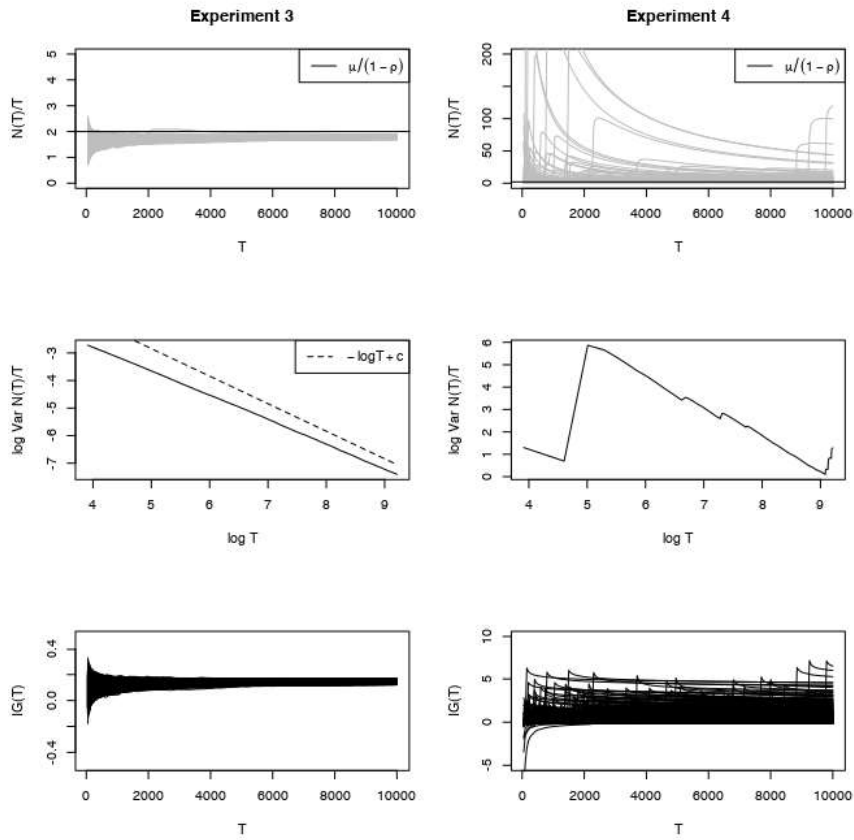 Experiment 3
N(T)/T
5
4
3
2
1
0
μ/(1−ρ)
0 2000 4000 6000 8000 10000
T
Experiment 4
N(T)/T
200
100
50
0
μ/(1−ρ)
0 2000 4000 6000 8000 10000
T
log Var N(T)/T
-3
-5
-7
−logT+c
4 5 6 7 8 9
log T
log Var N(T)/T
6
5
4
3
2
1
0
4 5 6 7 8 9
log T
IG(T)
0.4
0.0
-0.4
0 2000 4000 6000 8000 10000
T
IG(T)
10
5
0
-5
0 2000 4000 6000 8000 10000
T